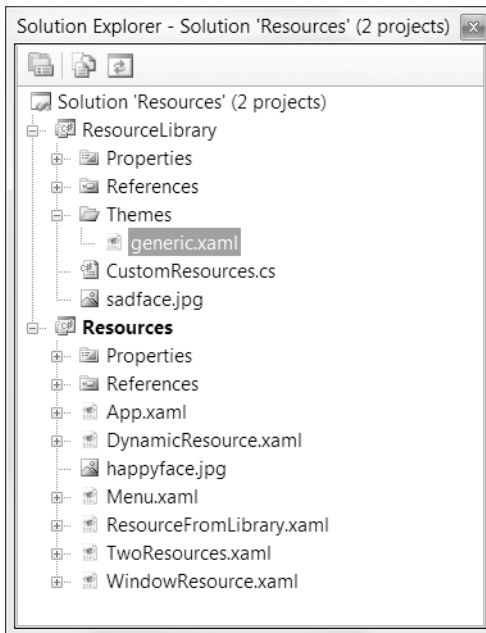 Solution Explorer - Solution 'Resources' (2 projects)
Solution 'Resources' (2 projects)
ResourceLibrary
Properties
References
Themes
generic.xaml
CustomResources.cs
sadface.jpg
Resources
Properties
References
App.xaml
DynamicResource.xaml
happyface.jpg
Menu.xaml
ResourceFromLibrary.xaml
TwoResources.xaml
WindowResource.xaml